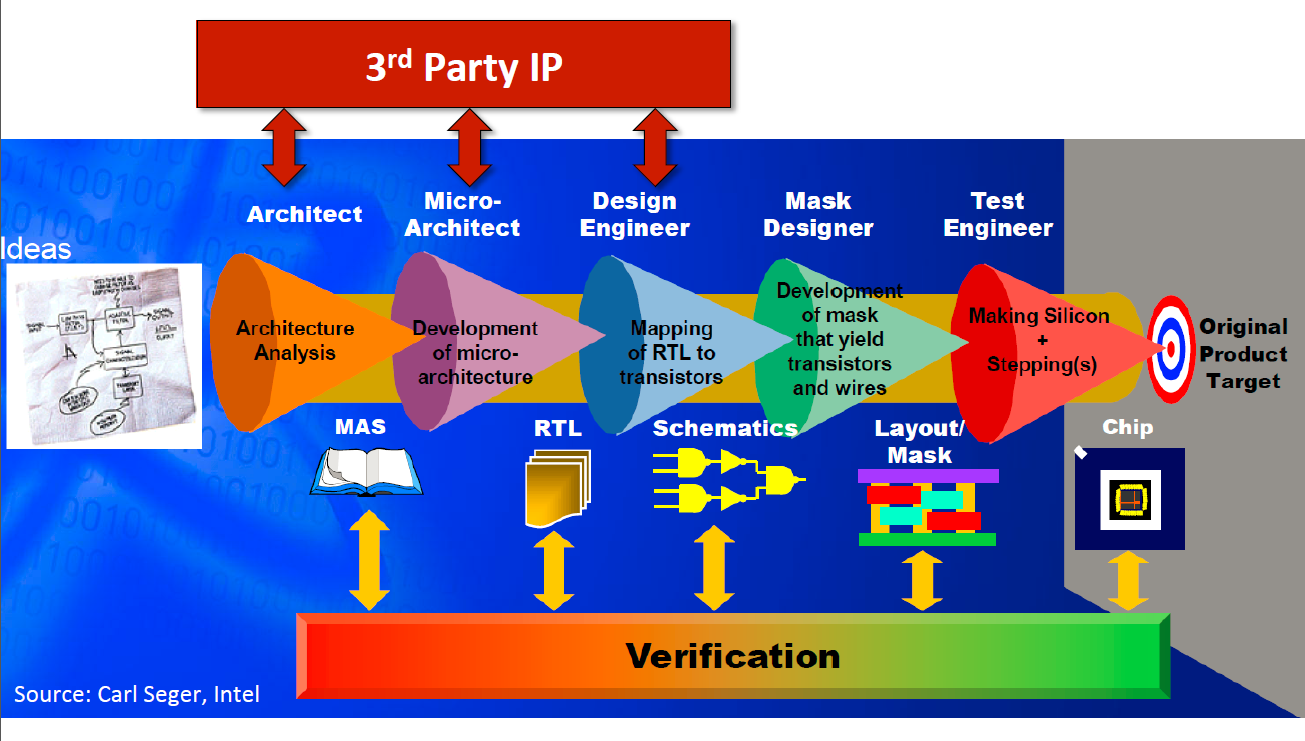 3rd Party IP
Architect
Micro-
Architect
Design
Engineer
Mask
Designer
Test
Engineer
Ideas
Architecture
Analysis
Development
of micro-
architecture
Mapping
of RTL to
transistors
Development
of mask
that yield
transistors
and wires
Making Silicon
+
Stepping(s)
Original
Product
Target
MAS
RTL
Schematics
Layout/
Mask
Chip
Verification
Source: Carl Seger, Intel